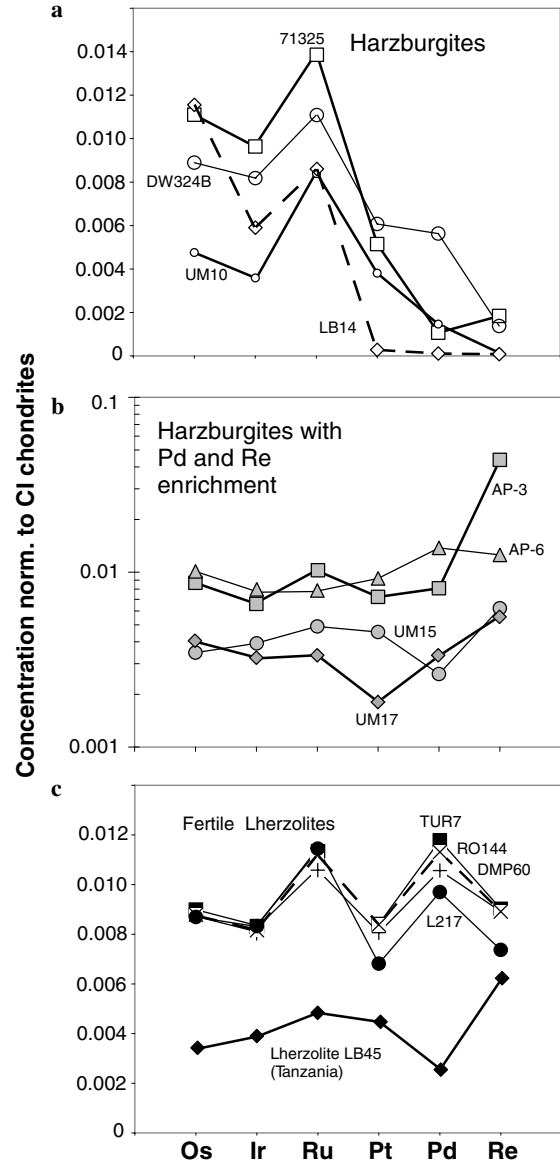 a
Harzburgites
0.014
0.012
0.010
0.008
0.006
0.004
0.002
0
71325
DW324B
UM10
LB14
b
Harzburgites with
Pd and Re
enrichment
0.1
0.01
0.001
AP-3
AP-6
UM15
UM17
c
Fertile Lherzolites
0.012
0.010
0.008
0.006
0.004
0.002
0
TUR7
RO144
DMP60
L217
Lherzolite LB45
(Tanzania)
Os Ir Ru Pt Pd Re
Concentration norm. to CI chondrites